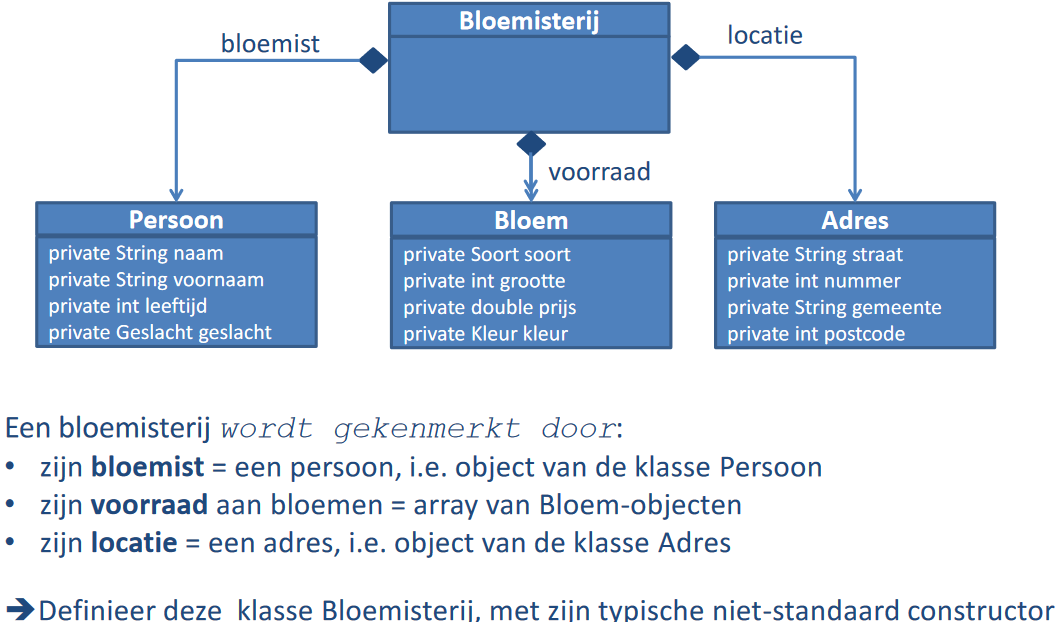 Bloemisterij
bloemist
locatie
voorraad
Persoon
private String naam
private String voornaam
private int leeftijd
private Geslacht geslacht
Bloem
private Soort soort
private int grootte
private double prijs
private Kleur kleur
Adres
private String straat
private int nummer
private String gemeente
private int postcode
Een bloemisterij wordt gekenmerkt door:
• zijn bloemist = een persoon, i.e. object van de klasse Persoon
• zijn voorraad aan bloemen = array van Bloem-objecten
• zijn locatie = een adres, i.e. object van de klasse Adres
➔Definieer deze klasse Bloemisterij, met zijn typische niet-standaard constructor